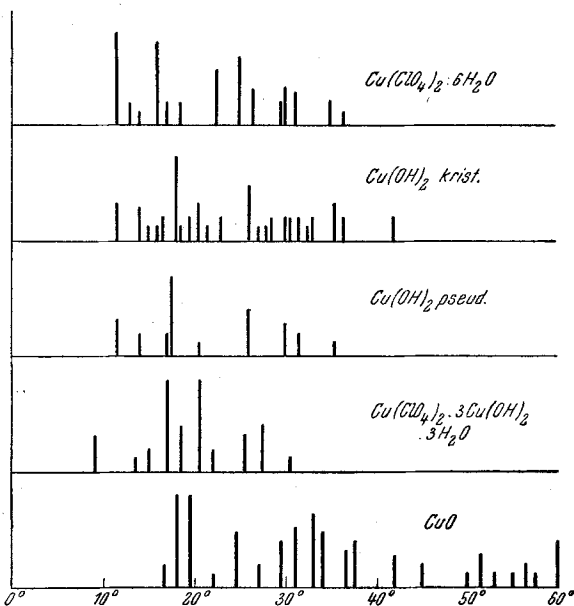 Cu(ClO₄)₂·6H₂O
Cu(OH)₂ krist.
Cu(OH)₂ pseud.
Cu(ClO₄)₂·3Cu(OH)₂
·3H₂O
CuO
0° 10° 20° 30° 40° 50° 60°